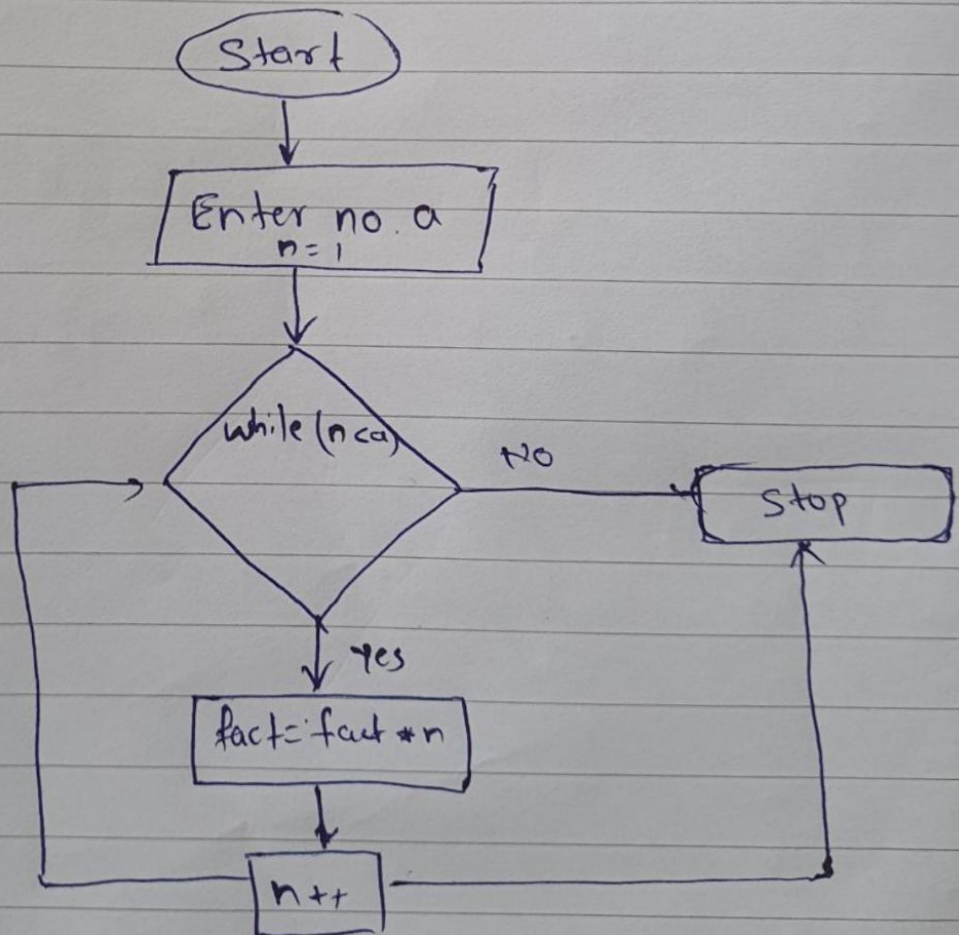 Start
Enter no. a
n=1
while (n<a)
No
Stop
Yes
fact=fact*n
n++